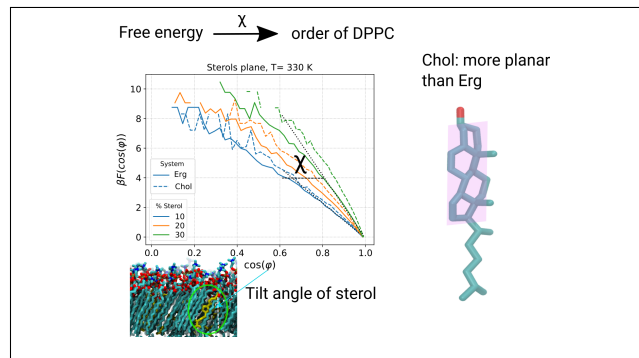 χ
Free energy order of DPPC
Chol: more planar
than Erg
Sterols plane, T= 330 K
10
8
6
4
2
0
βF(cos(φ))
χ
System
Erg
Chol
% Sterol
10
20
30
0.0 0.2 0.4 0.6 0.8 1.0
cos(φ)
Tilt angle of sterol